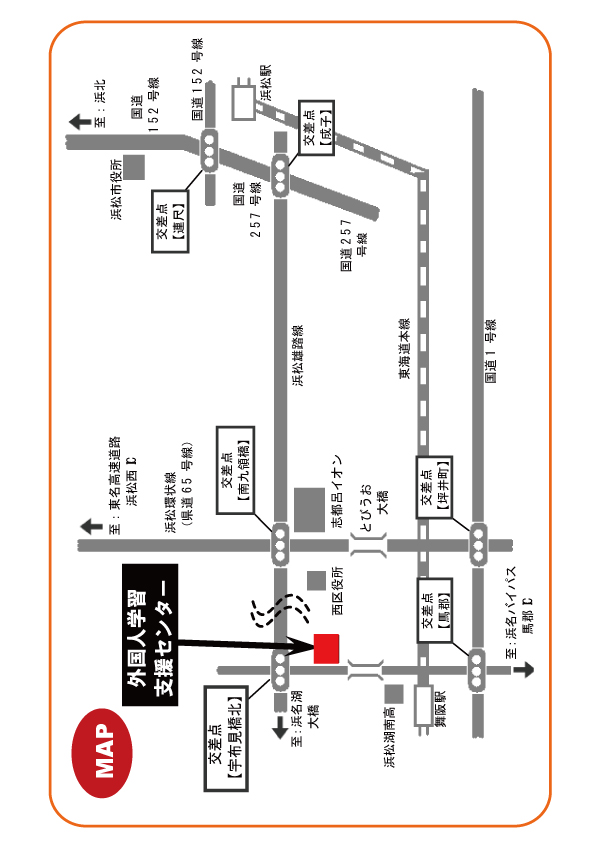 MAP
外国人学習
支援センター
交差点
【宇布見橋北】
至：浜名湖
大橋
浜松湖南高
舞阪駅
交差点
【馬郡】
至：浜名バイパス
馬郡 IC
西区役所
至：東名高速道路
浜松西 IC
浜松環状線
（県道６５ 号線）
交差点
【南九領橋】
志都呂イオン
とびうお
大橋
交差点
【坪井町】
浜松雄踏線
東海道本線
国道１ 号線
至：浜北
国道
152 号線
国道１５２ 号線
浜松駅
浜松市役所
交差点
【連尺】
国道
257 号線
交差点
【成子】
国道２５７
号線